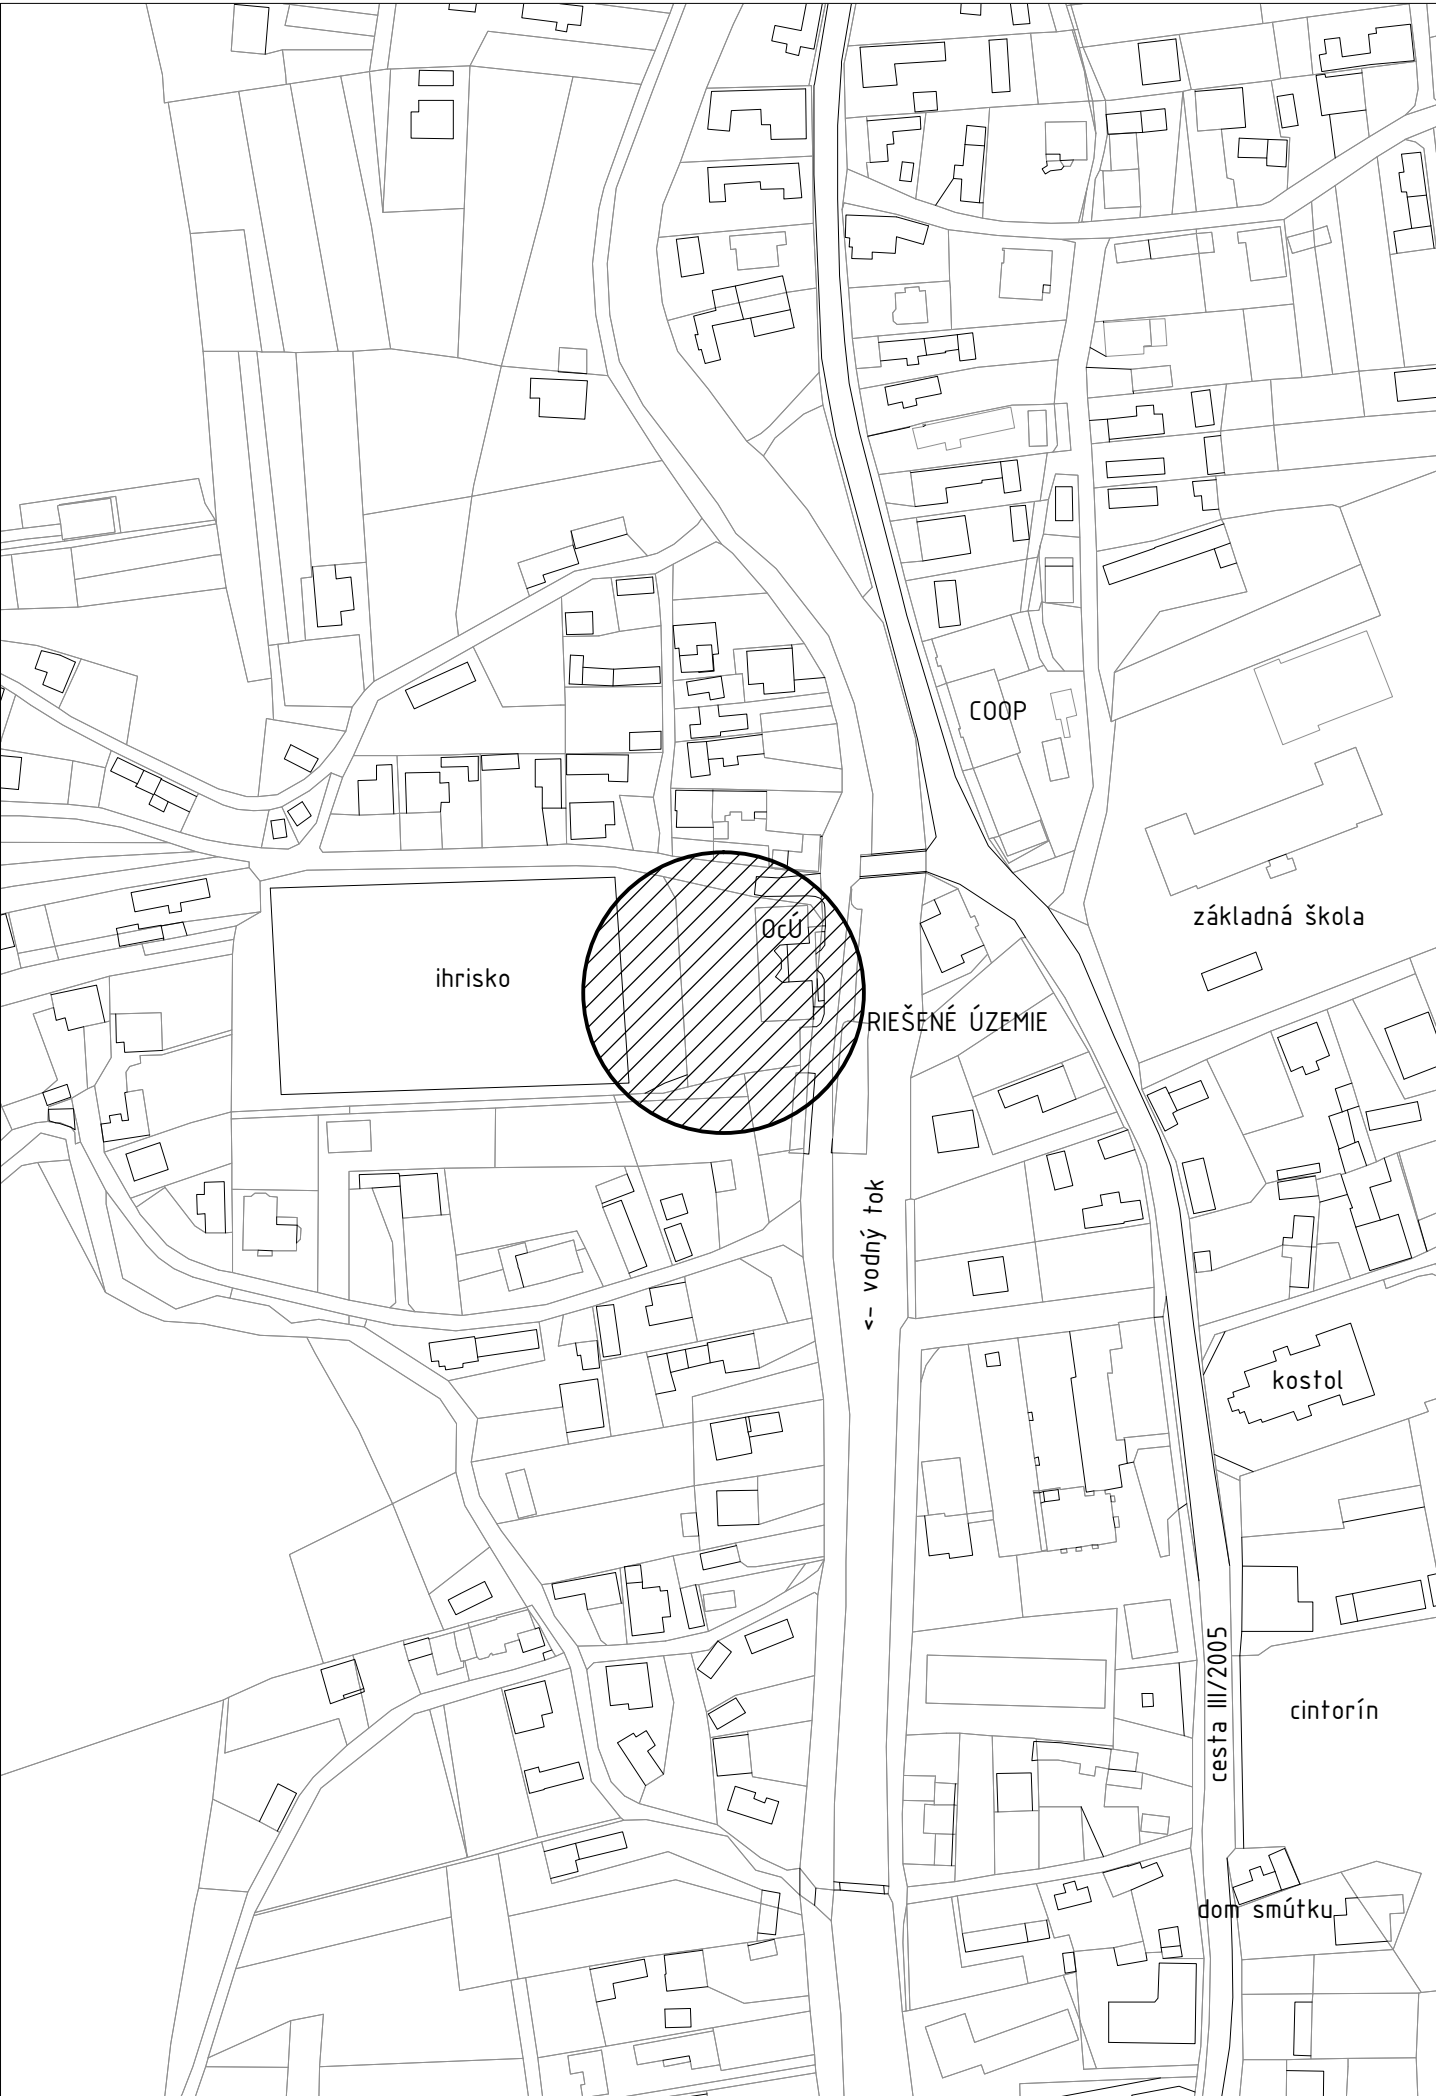 COOP
základná škola
OcÚ
ihrisko
RIEŠENÉ ÚZEMIE
<- vodný tok
kostol
cesta III/2005
cintorín
dom smútku